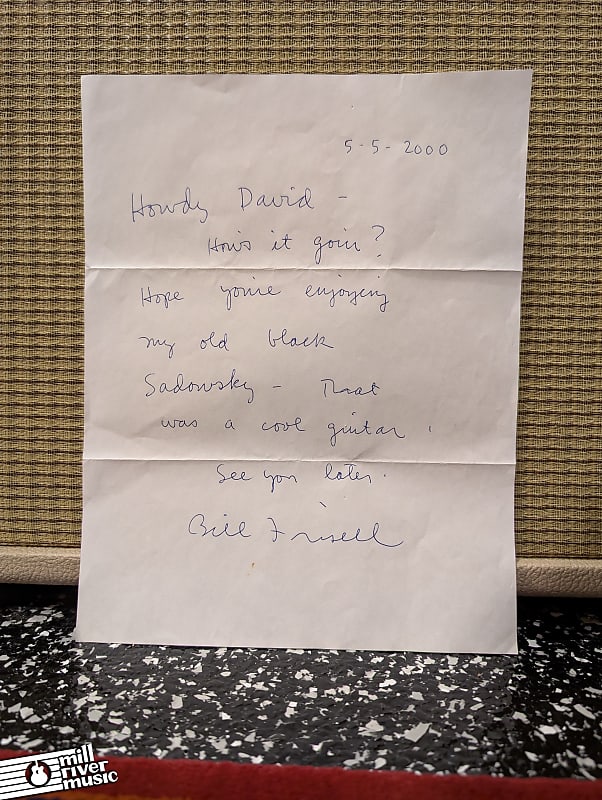 5-5-2000
Howdy David -
How's it goin?
Hope you're enjoying
my old black
Sadowsky - That
was a cool guitar.
See you later.
Bill Frisell
mill
river
music